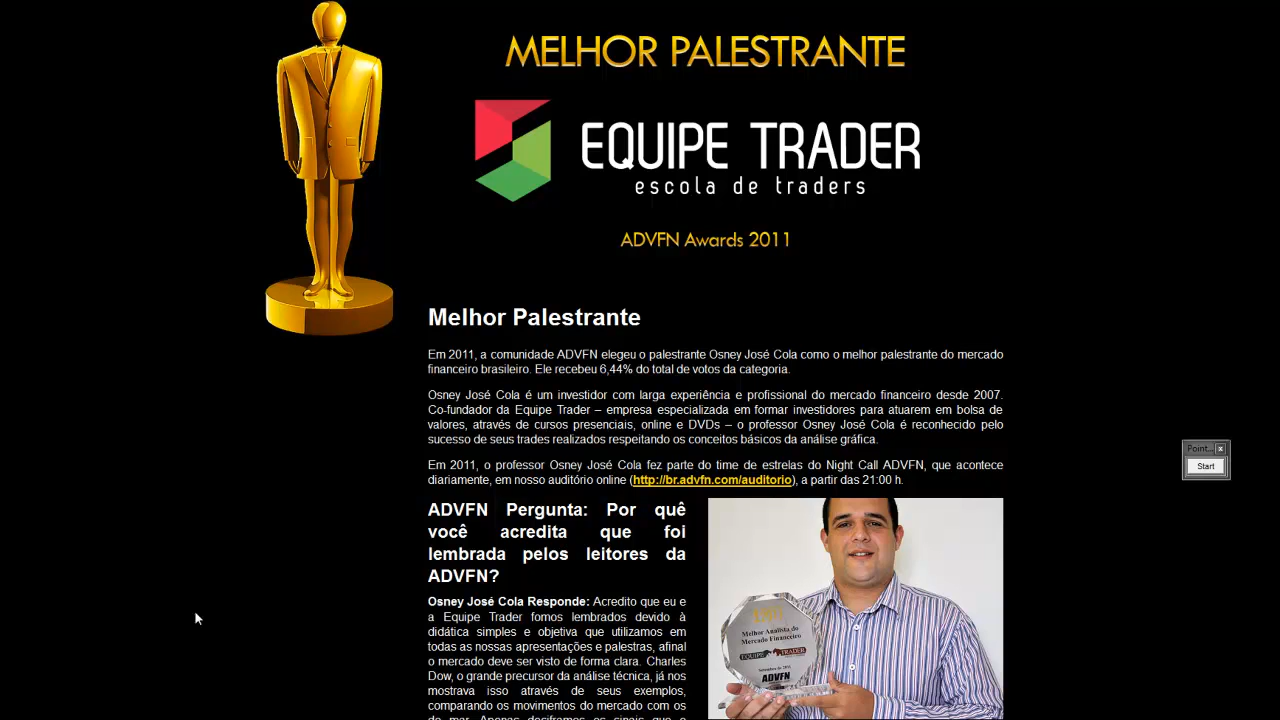 MELHOR PALESTRANTE
EQUIPE TRADER
escola de traders
ADVFN Awards 2011
Melhor Palestrante
Em 2011, a comunidade ADVFN elegeu o palestrante Osney José Cola como o melhor palestrante do mercado
financeiro brasileiro. Ele recebeu 6,44% do total de votos da categoria.
Osney José Cola é um investidor com larga experiência e profissional do mercado financeiro desde 2007.
Co-fundador da Equipe Trader – empresa especializada em formar investidores para atuarem em bolsa de
valores, através de cursos presenciais, online e DVDs – o professor Osney José Cola é reconhecido pelo
sucesso de seus trades realizados respeitando os conceitos básicos da análise gráfica.
Em 2011, o professor Osney José Cola fez parte do time de estrelas do Night Call ADVFN, que acontece
diariamente, em nosso auditório online (http://br.advfn.com/auditorio), a partir das 21:00 h.
Point... x
Start
ADVFN Pergunta: Por quê
você acredita que foi
lembrada pelos leitores da
ADVFN?
Osney José Cola Responde: Acredito que eu e
a Equipe Trader fomos lembrados devido à
didática simples e objetiva que utilizamos em
todas as nossas apresentações e palestras, afinal
o mercado deve ser visto de forma clara. Charles
Dow, o grande precursor da análise técnica, já nos
mostrava isso através de seus exemplos,
comparando os movimentos do mercado com os
do mar. Apenas deciframos os sinais que o
Melhor Analista do
Mercado Financeiro
EQUIPE TRADER
ADVFN